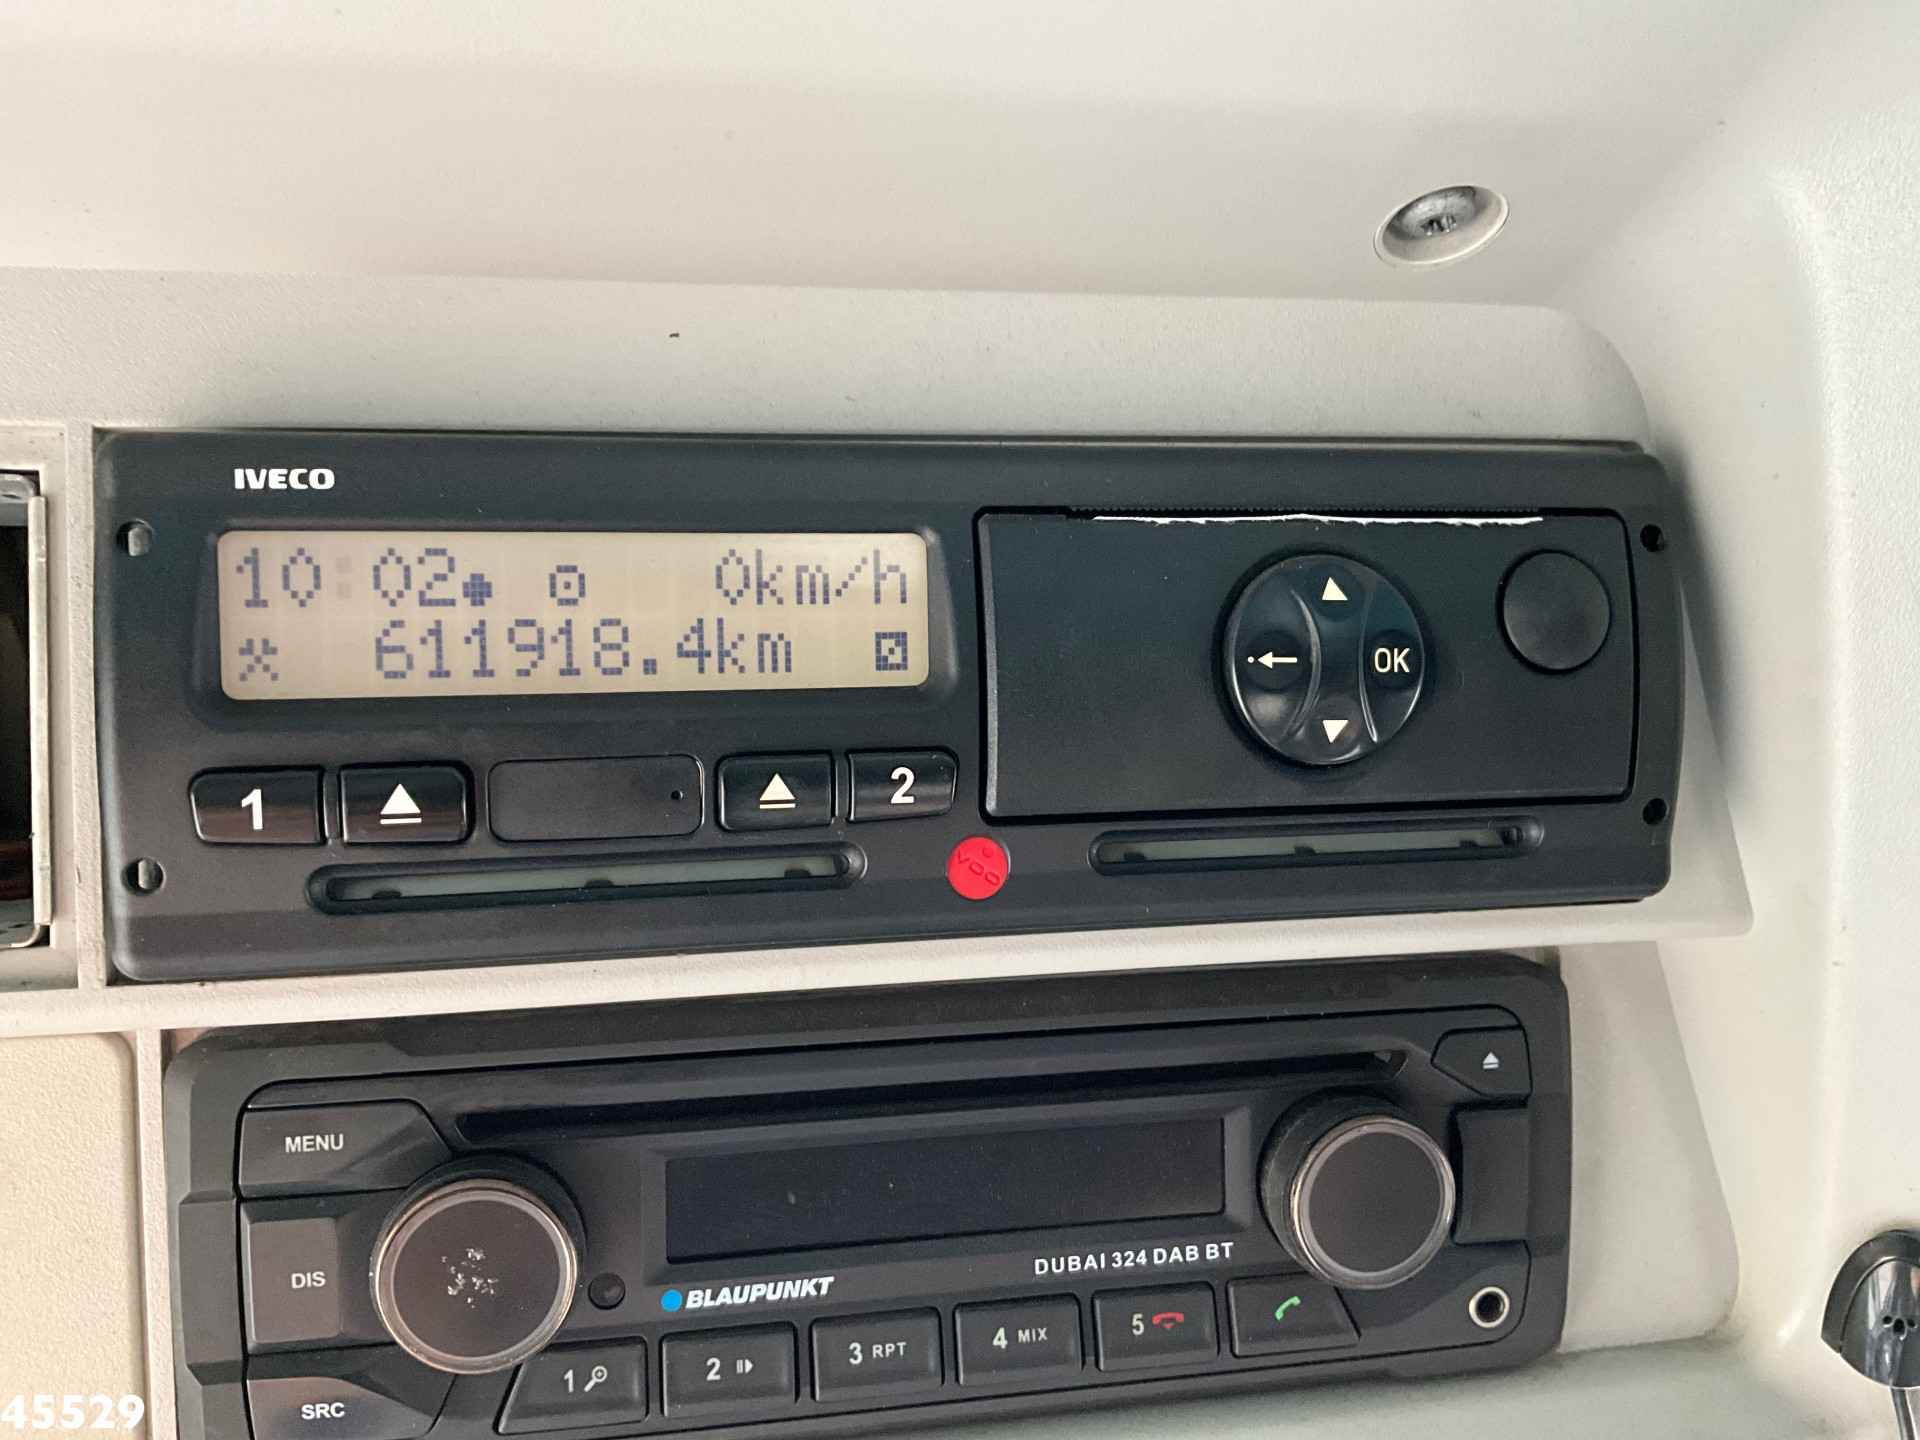 IVECO
10:02 0km/h
611918.4km
OK
1 2
VDO
MENU
DIS
DUBAI 324 DAB BT
BLAUPUNKT
1 2 3 RPT 4 MIX 5
SRC
45529